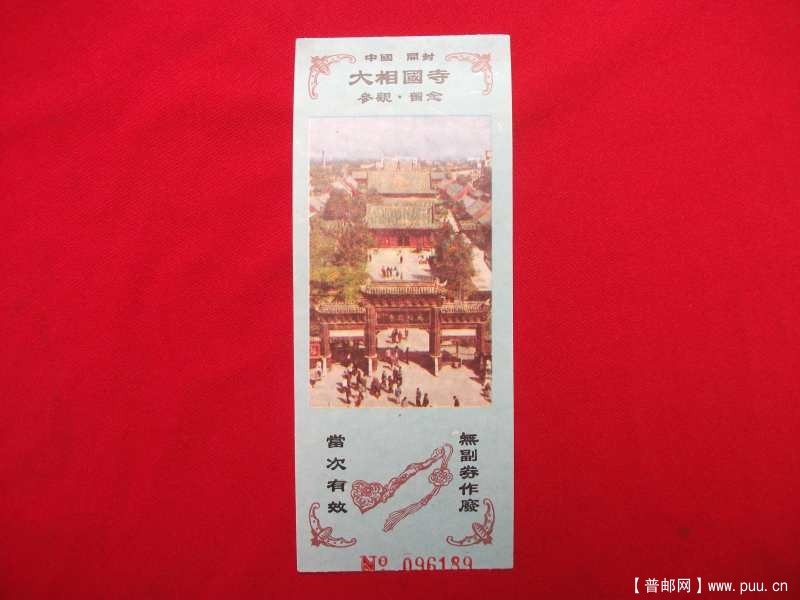 中國 開封
大相國寺
參觀·留念
無副券作廢
當次有效
Nº 096189
【普邮网】www.puu.cn